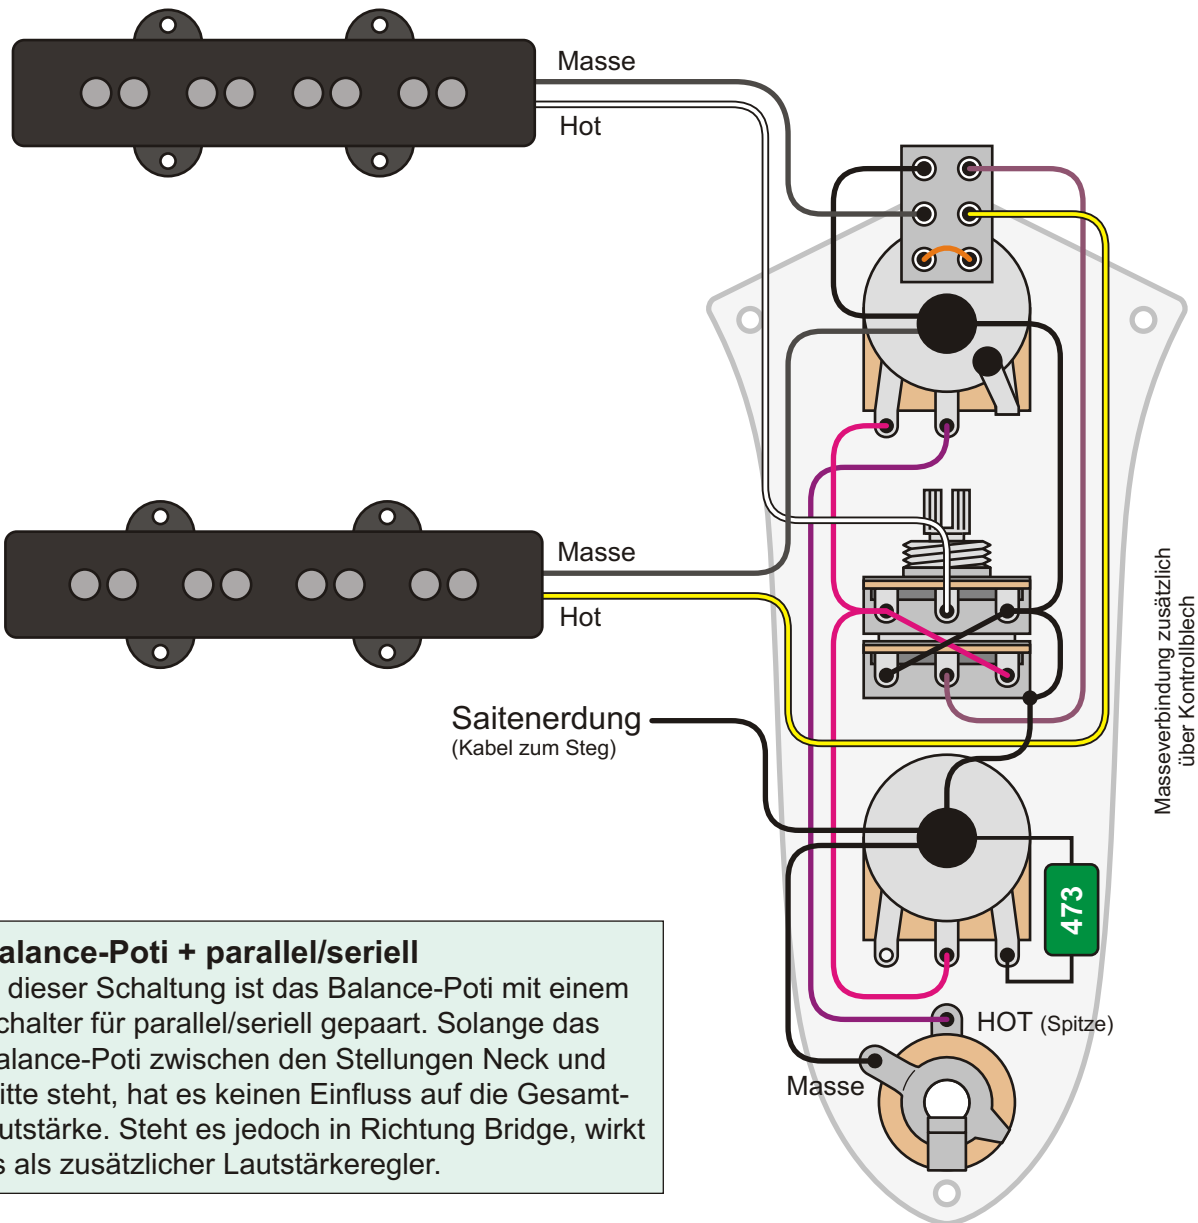 Masse
Hot
Masse
Hot
Saitenerdung
(Kabel zum Steg)
Masseverbindung zusätzlich
über Kontrollblech
473
HOT (Spitze)
Masse
alance-Poti + parallel/seriell
dieser Schaltung ist das Balance-Poti mit einem
chalter für parallel/seriell gepaart. Solange das
alance-Poti zwischen den Stellungen Neck und
itte steht, hat es keinen Einfluss auf die Gesamt-
utstärke. Steht es jedoch in Richtung Bridge, wirkt
s als zusätzlicher Lautstärkeregler.